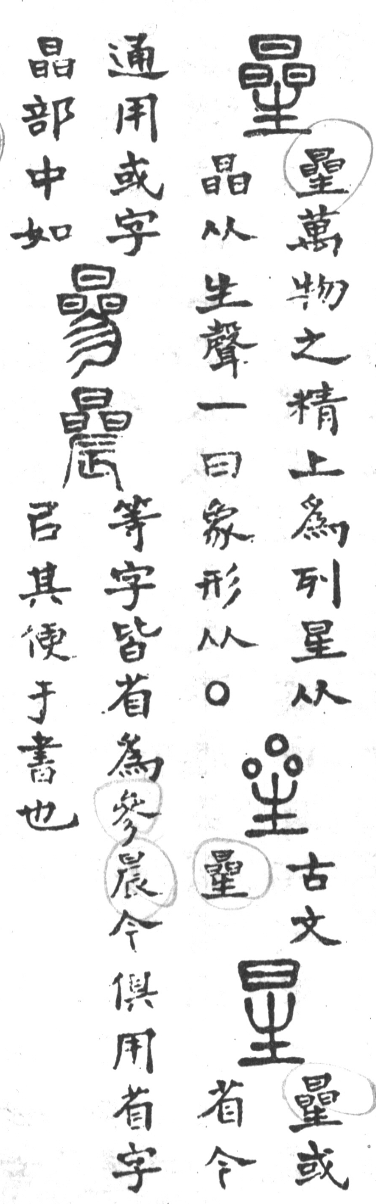 曐
曐萬物之精上爲列星从
晶从生聲一曰象形从〇
古文
曐
星
曐或
省今
通用或字
晶部中如
曑曟
等字皆省爲參晨今俱用省字
㠯其便于書也